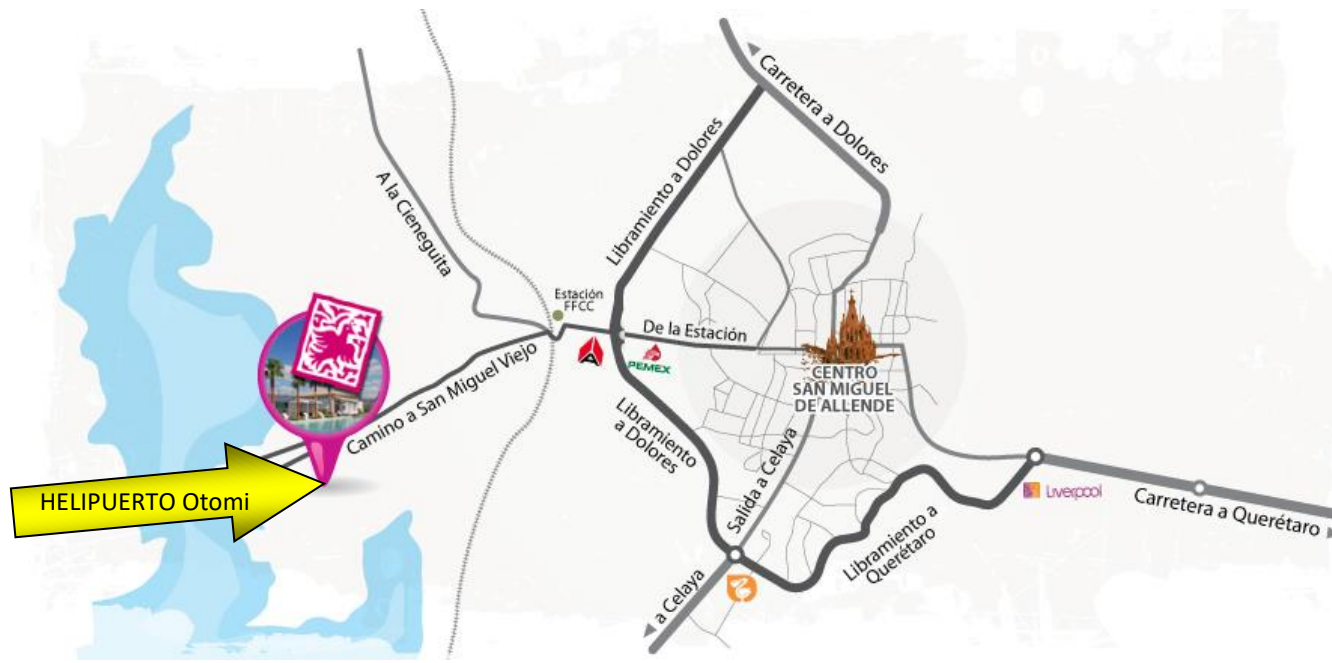 Carretera a Dolores
Libramiento a Dolores
A la Cieneguita
Estación
FFCC
De la Estación
A
PEMEX
CENTRO
SAN MIGUEL
DE ALLENDE
Camino a San Miguel Viejo
Libramiento
a Dolores
HELIPUERTO Otomi
Salida a Celaya
Liverpool
Carretera a Querétaro
Libramiento a
Querétaro
a Celaya